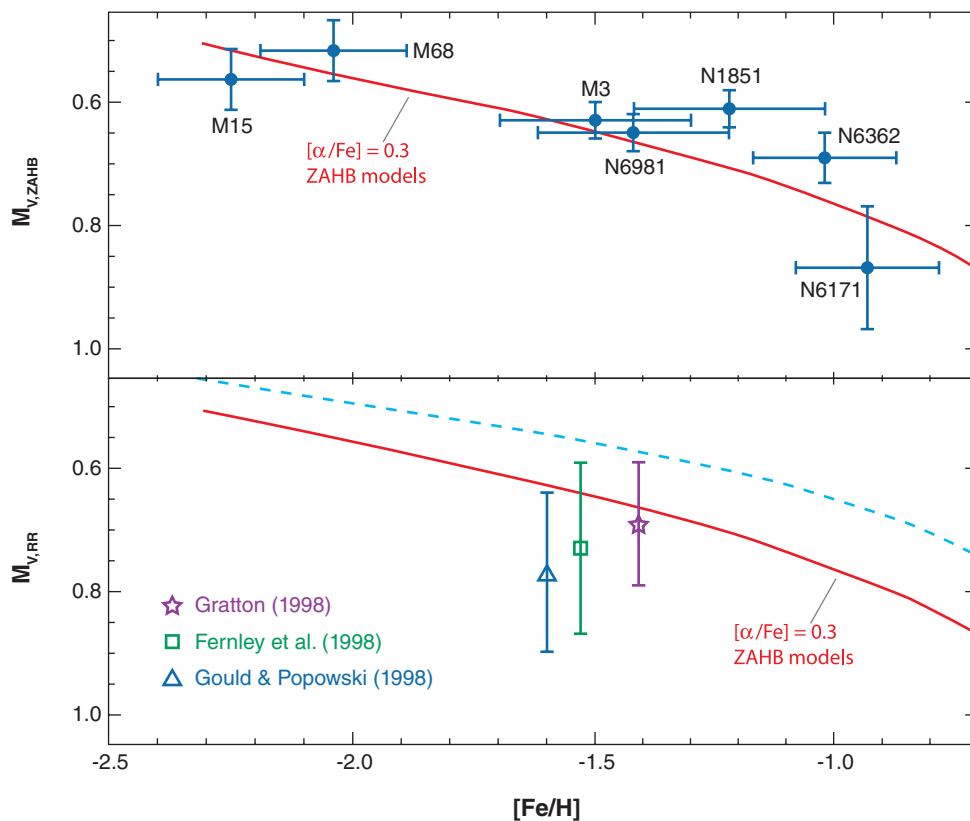 M_V,ZAHB
0.6
0.8
1.0
M15
M68
M3
N6981
N1851
N6362
N6171
[α/Fe] = 0.3
ZAHB models
M_V,RR
0.6
0.8
1.0
Gratton (1998)
Fernley et al. (1998)
Gould & Popowski (1998)
[α/Fe] = 0.3
ZAHB models
-2.5
-2.0
-1.5
-1.0
[Fe/H]